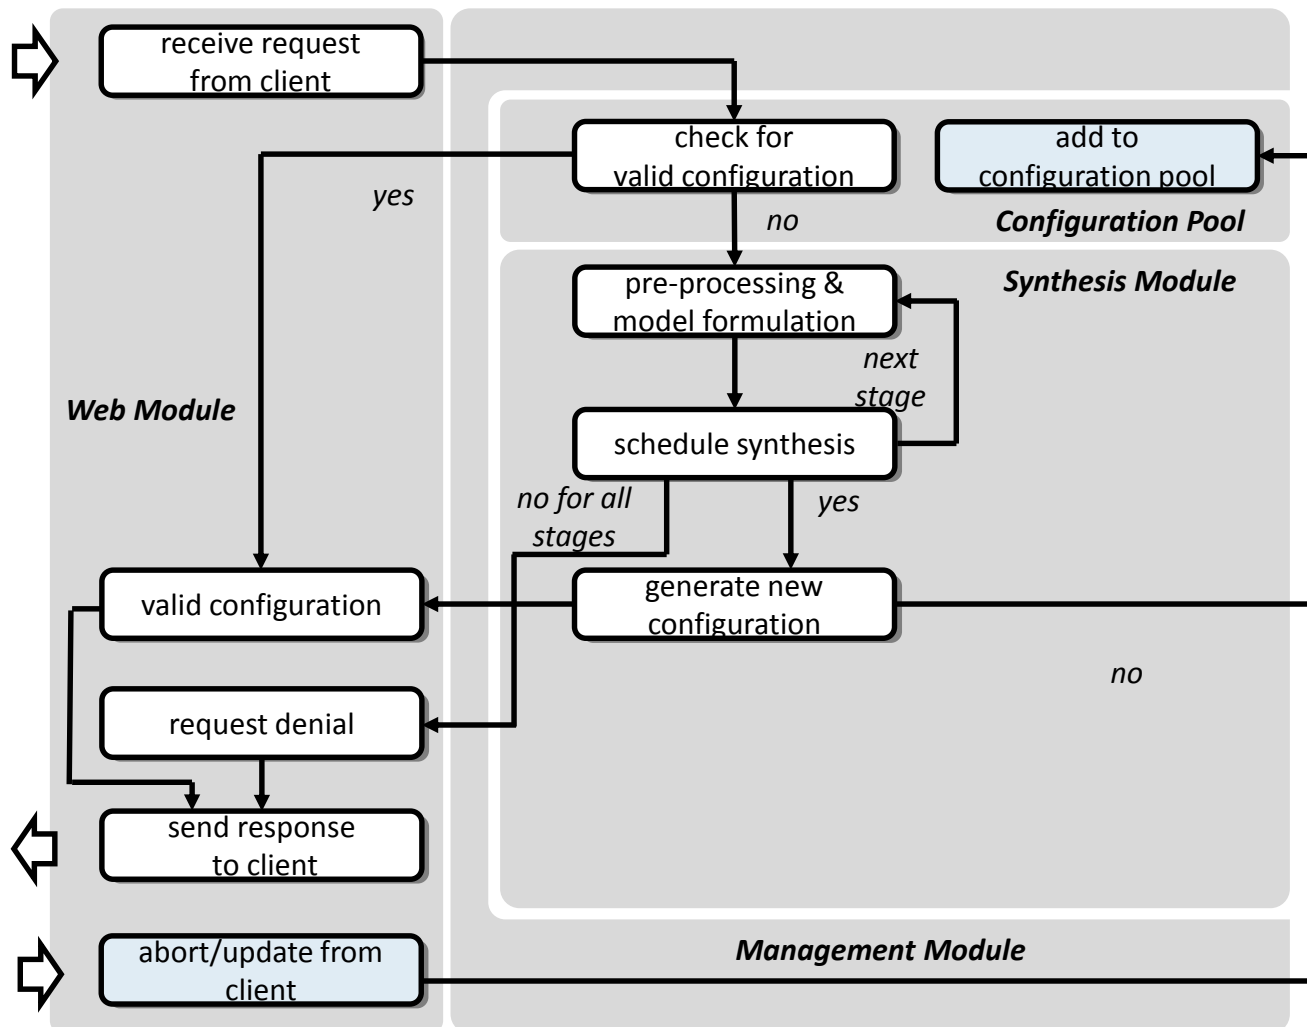 receive request
from client
check for
valid configuration
add to
configuration pool
yes
no
Configuration Pool
pre-processing &
model formulation
Synthesis Module
next
stage
Web Module
schedule synthesis
no for all
stages
yes
valid configuration
generate new
configuration
no
request denial
send response
to client
abort/update from
client
Management Module